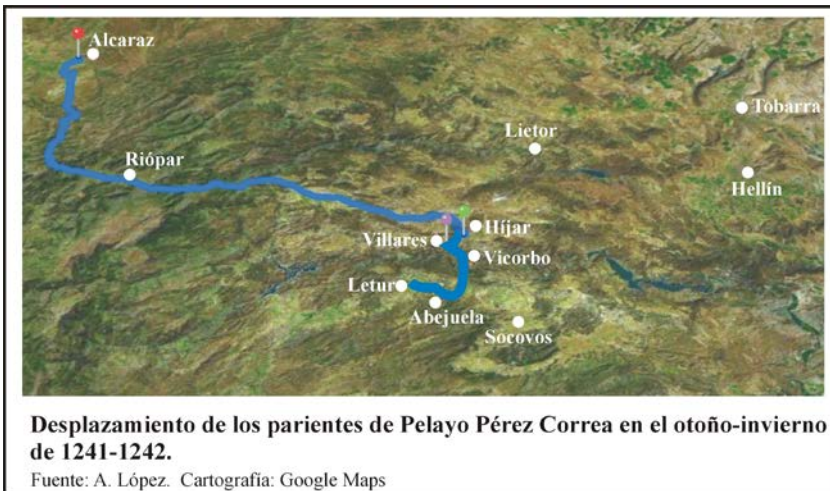 Alcaraz
Tobarra
Lietor
Riópar
Hellín
Híjar
Villares
Vicorbo
Letur
Abejuela
Socovos
Desplazamiento de los parientes de Pelayo Pérez Correa en el otoño-invierno
de 1241-1242.
Fuente: A. López. Cartografía: Google Maps